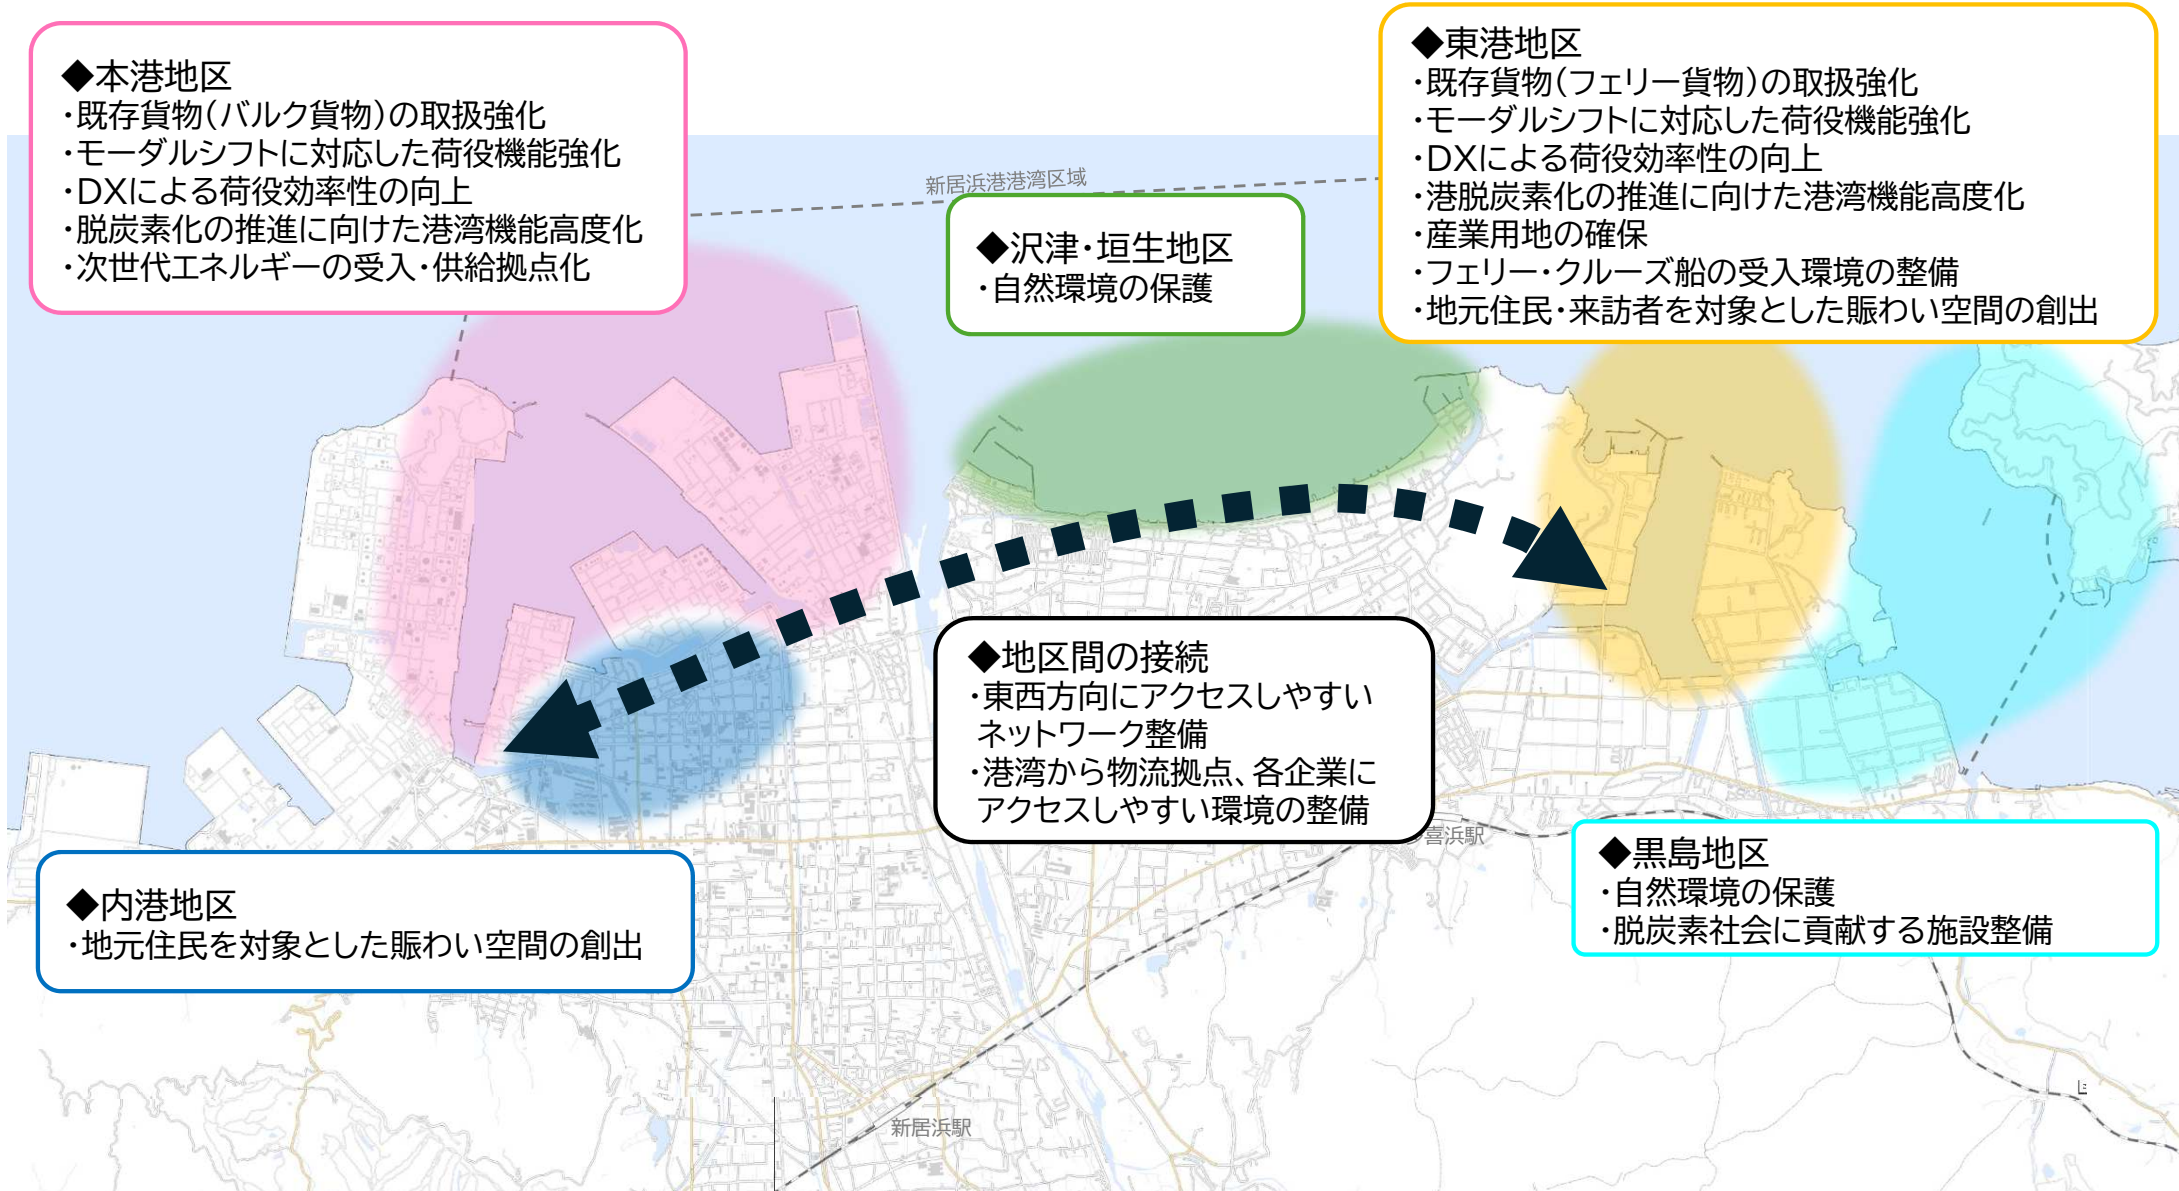 ◆本港地区
・既存貨物(バルク貨物)の取扱強化
・モーダルシフトに対応した荷役機能強化
・DXによる荷役効率性の向上
・脱炭素化の推進に向けた港湾機能高度化
・次世代エネルギーの受入・供給拠点化
◆東港地区
・既存貨物(フェリー貨物)の取扱強化
・モーダルシフトに対応した荷役機能強化
・DXによる荷役効率性の向上
・港脱炭素化の推進に向けた港湾機能高度化
・産業用地の確保
・フェリー・クルーズ船の受入環境の整備
・地元住民・来訪者を対象とした賑わい空間の創出
新居浜港港湾区域
◆沢津・垣生地区
・自然環境の保護
◆地区間の接続
・東西方向にアクセスしやすい
ネットワーク整備
・港湾から物流拠点、各企業に
アクセスしやすい環境の整備
喜浜駅
◆内港地区
・地元住民を対象とした賑わい空間の創出
◆黒島地区
・自然環境の保護
・脱炭素社会に貢献する施設整備
新居浜駅